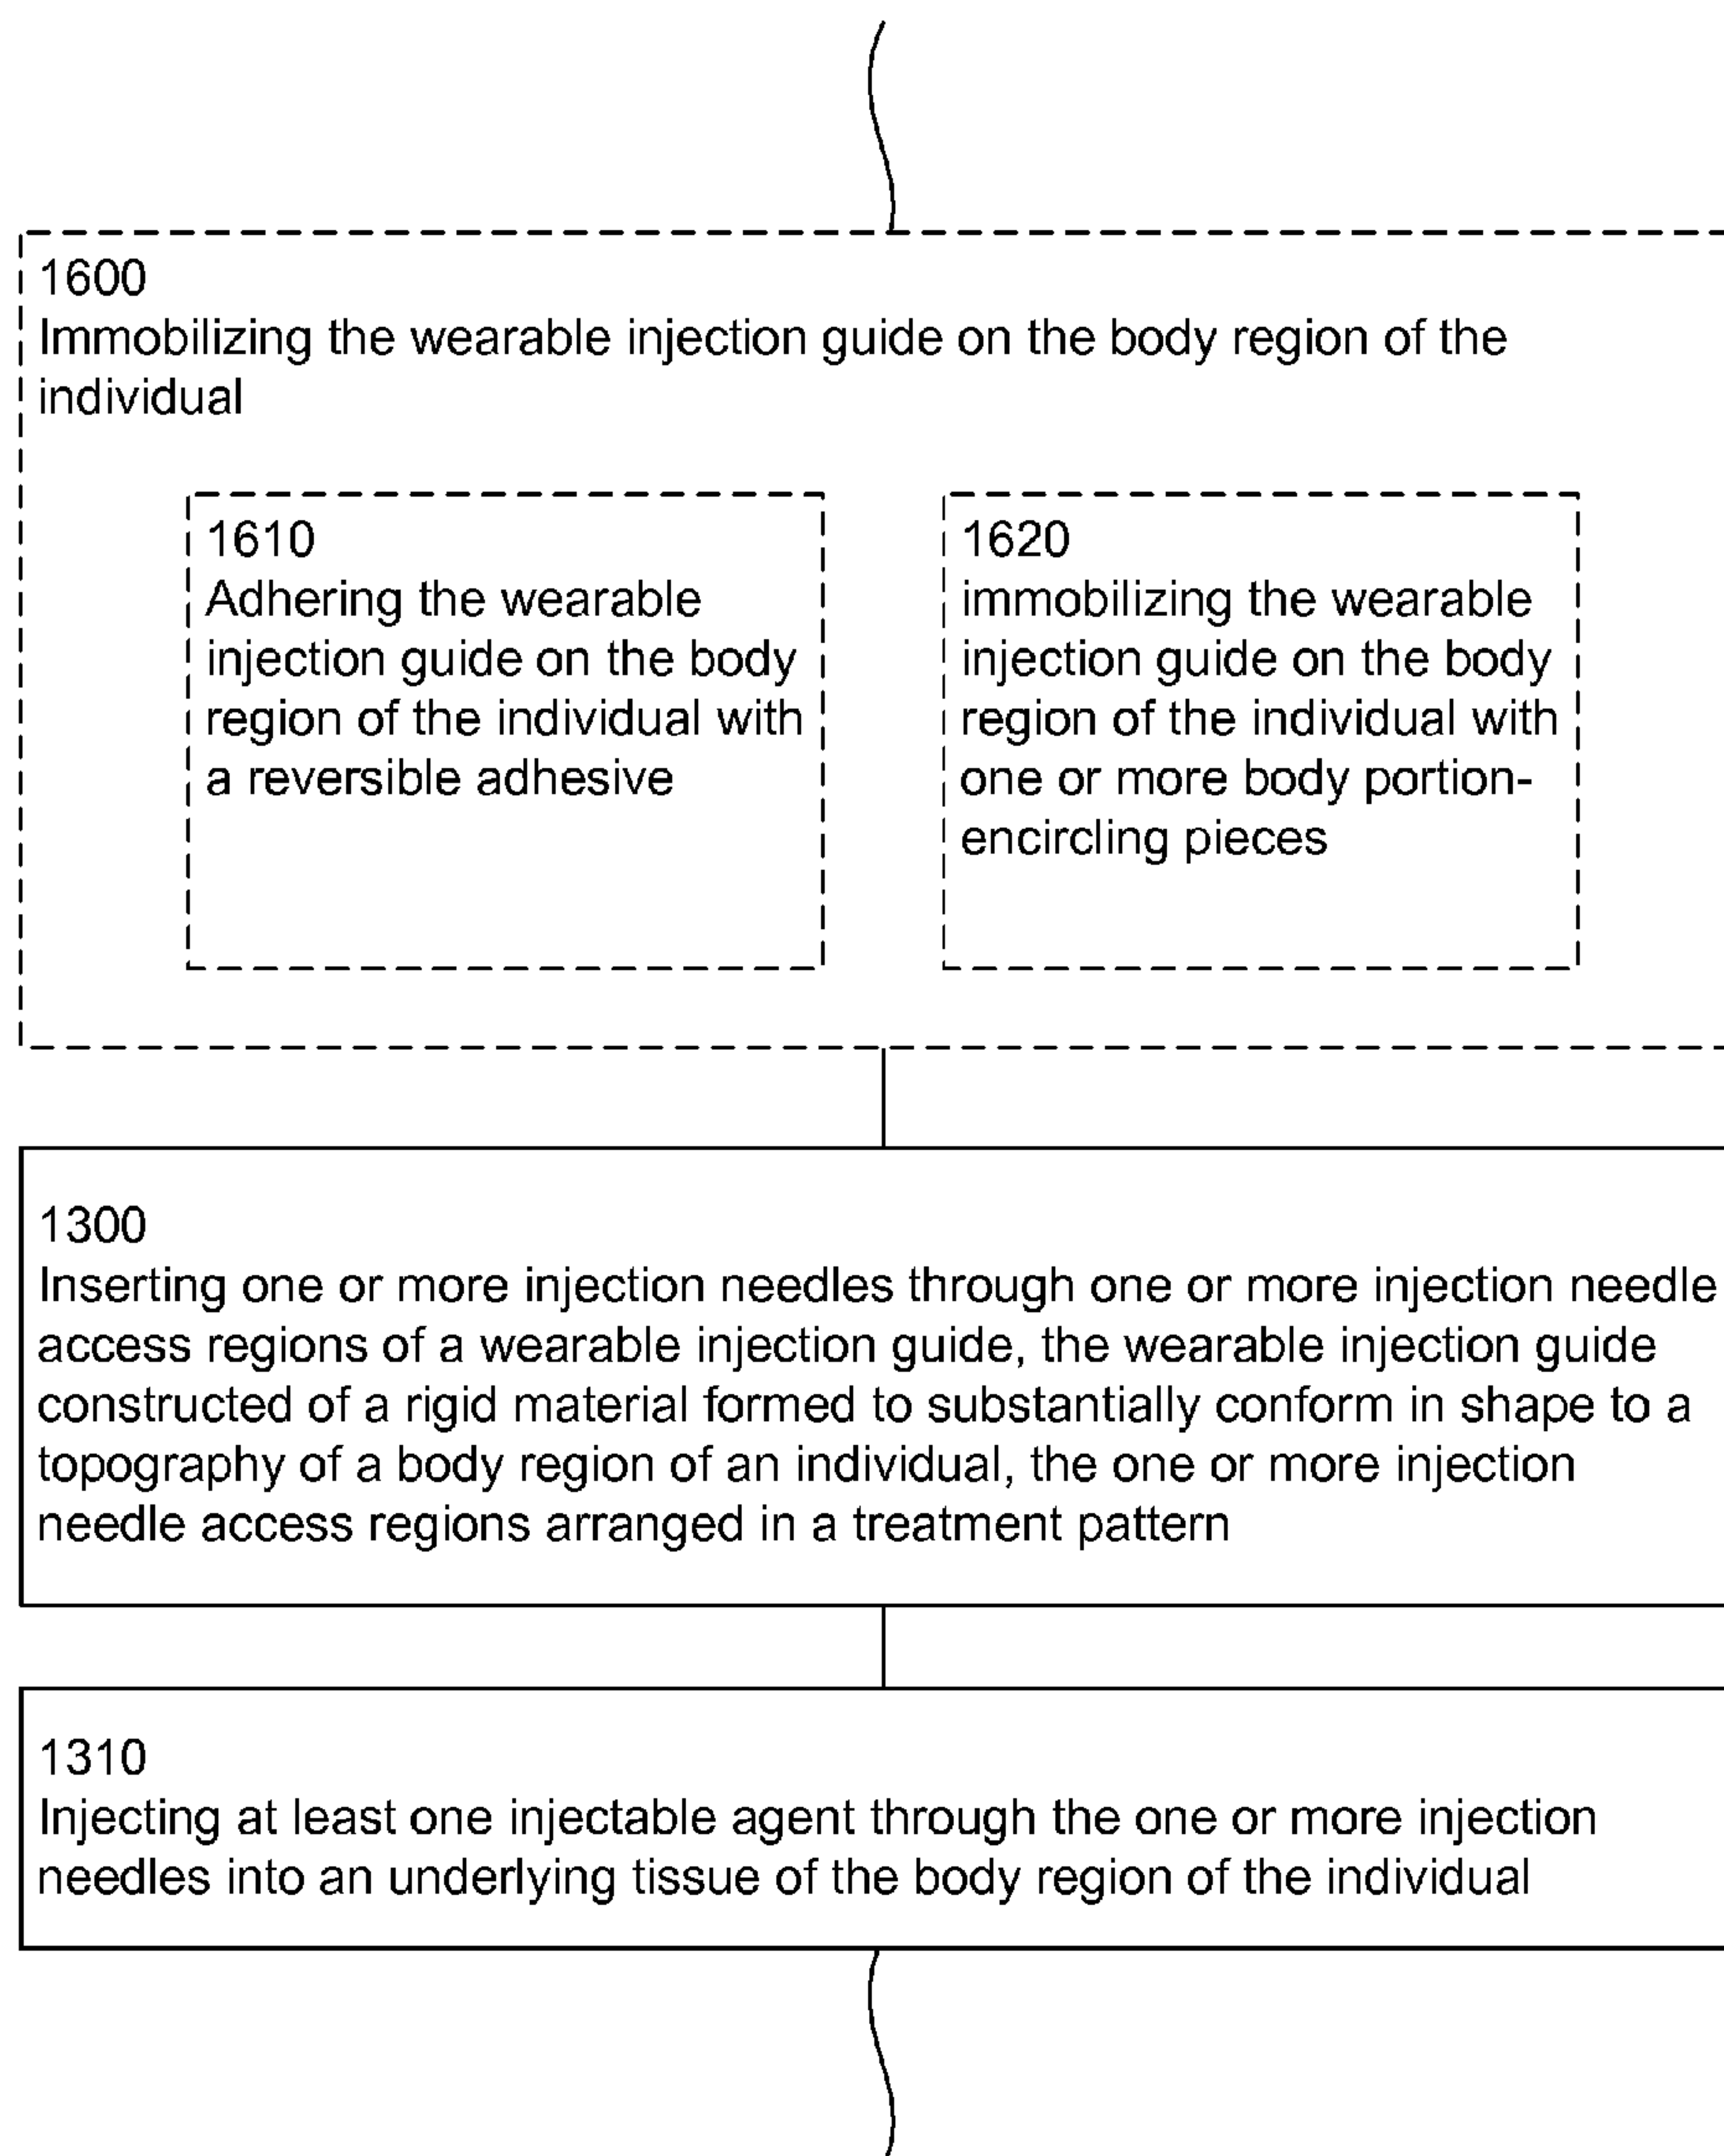 1600
Immobilizing the wearable injection guide on the body region of the
individual
1610
Adhering the wearable
injection guide on the body
region of the individual with
a reversible adhesive
1620
immobilizing the wearable
injection guide on the body
region of the individual with
one or more body portion-
encircling pieces
1300
Inserting one or more injection needles through one or more injection needle
access regions of a wearable injection guide, the wearable injection guide
constructed of a rigid material formed to substantially conform in shape to a
topography of a body region of an individual, the one or more injection
needle access regions arranged in a treatment pattern
1310
Injecting at least one injectable agent through the one or more injection
needles into an underlying tissue of the body region of the individual